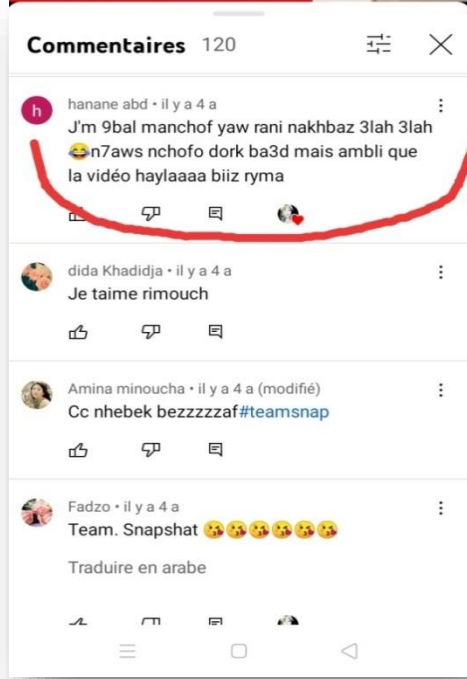 Commentaires 120
hanane abd • il y a 4 a
J'm 9bal manchof yaw rani nakhbaz 3lah 3lah
😂n7aws nchofo dork ba3d mais ambli que
la vidéo haylaaaa biiz ryma
dida Khadidja • il y a 4 a
Je taime rimouch
Amina minoucha • il y a 4 a (modifié)
Cc nhebek bezzzzzaf#teamsnap
Fadzo • il y a 4 a
Team. Snapshat 😘😘😘😘😘😘
Traduire en arabe